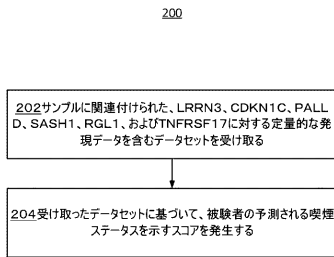 200
202サンプルに関連付けられた、LRRN3、CDKN1C、PALL
D、SASH1、RGL1、およびTNFRSF17に対する定量的な発
現データを含むデータセットを受け取る
204受け取ったデータセットに基づいて、被験者の予測される喫煙
ステータスを示すスコアを発生する